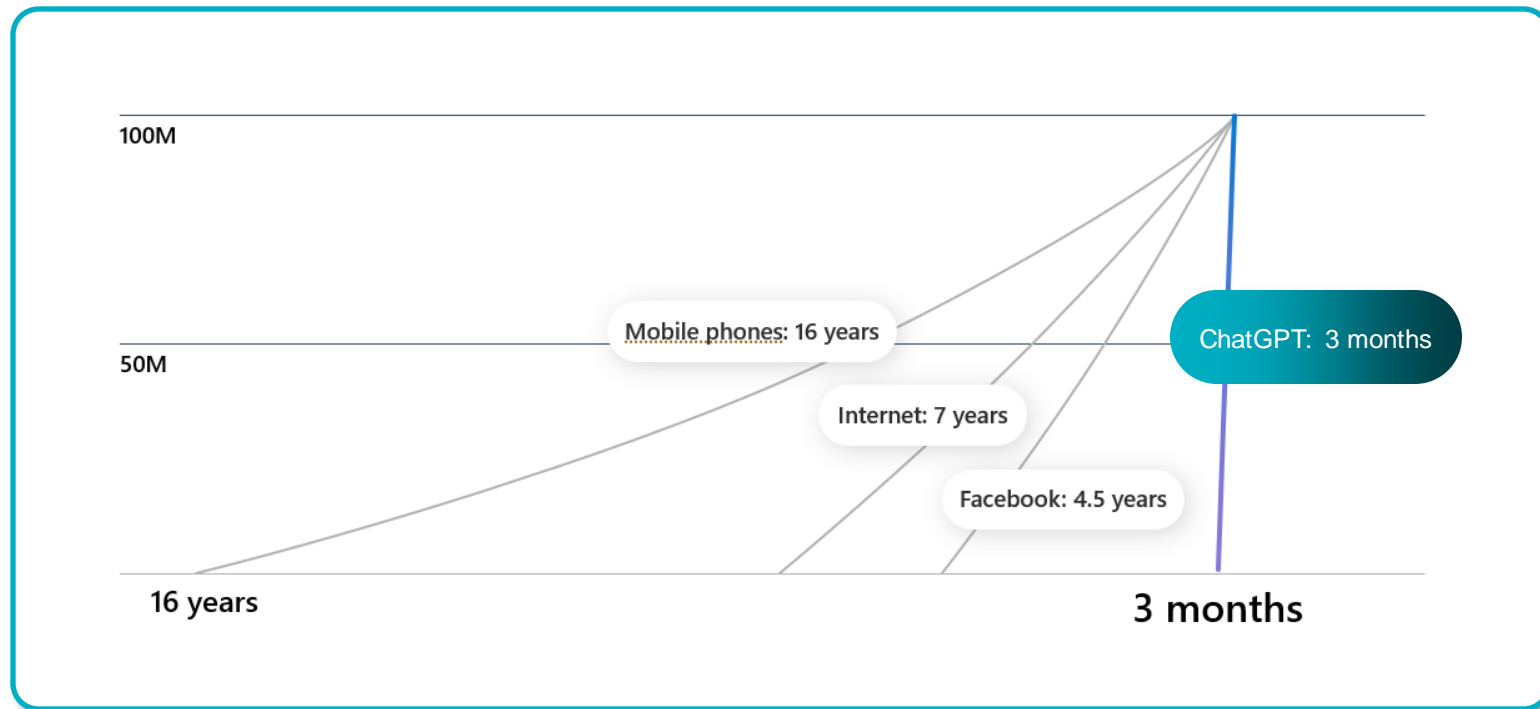 100M
Mobile phones: 16 years
ChatGPT: 3 months
50M
Internet: 7 years
Facebook: 4.5 years
16 years
3 months